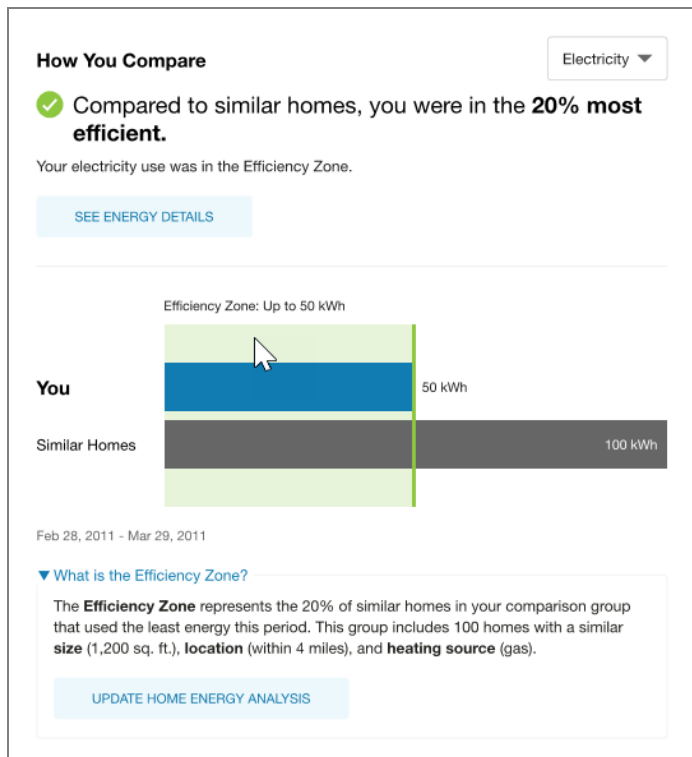 How You Compare
Electricity
Compared to similar homes, you were in the 20% most
efficient.
Your electricity use was in the Efficiency Zone.
SEE ENERGY DETAILS
Efficiency Zone: Up to 50 kWh
You
50 kWh
Similar Homes
100 kWh
Feb 28, 2011 - Mar 29, 2011
What is the Efficiency Zone?
The Efficiency Zone represents the 20% of similar homes in your comparison group
that used the least energy this period. This group includes 100 homes with a similar
size (1,200 sq. ft.), location (within 4 miles), and heating source (gas).
UPDATE HOME ENERGY ANALYSIS